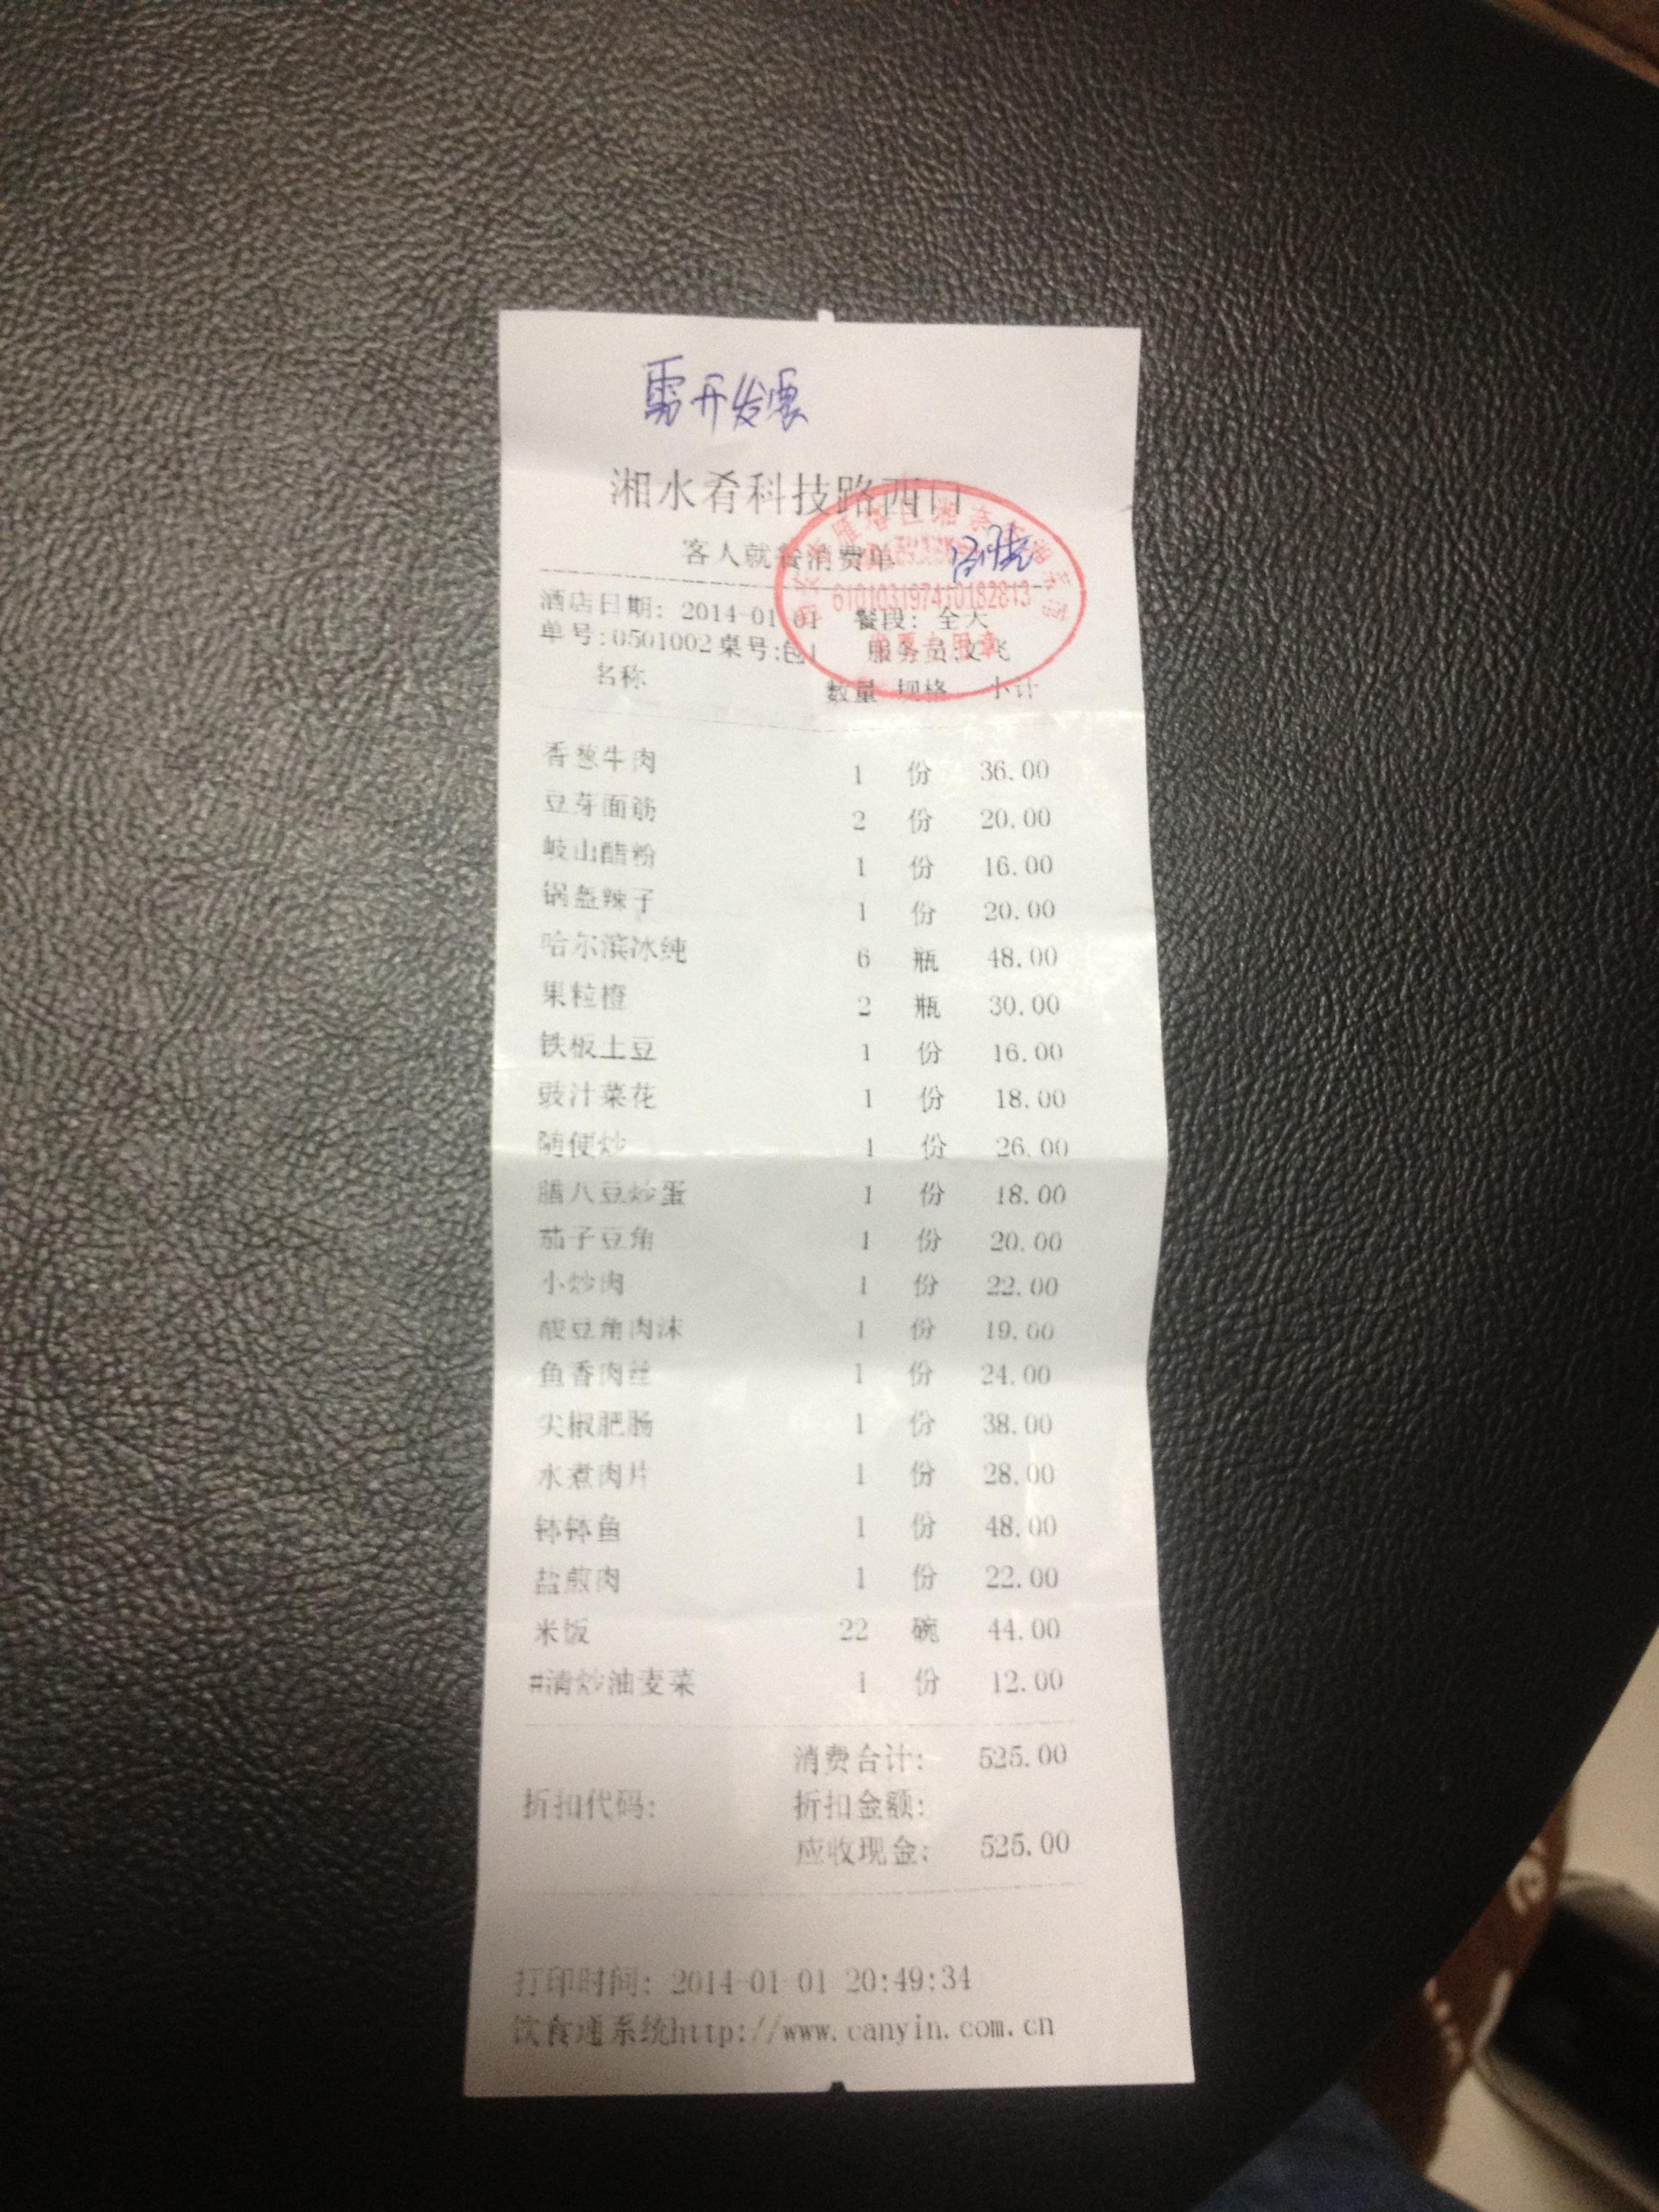 需开发票
湘水肴科技路西口
客人就餐消费单
610103197410182813
酒店日期: 2014-01-01 餐段: 全天
单号:0501002 桌号:包1 服务员:文飞
名称 数量 规格 小计
香葱牛肉 1 份 36.00
豆芽面筋 2 份 20.00
岐山醋粉 1 份 16.00
锅盔辣子 1 份 20.00
哈尔滨冰纯 6 瓶 48.00
果粒橙 2 瓶 30.00
铁板土豆 1 份 16.00
豉汁菜花 1 份 18.00
随便炒 1 份 26.00
腊八豆炒蛋 1 份 18.00
茄子豆角 1 份 20.00
小炒肉 1 份 22.00
酸豆角肉沫 1 份 19.00
鱼香肉丝 1 份 24.00
尖椒肥肠 1 份 38.00
水煮肉片 1 份 28.00
钵钵鱼 1 份 48.00
盐煎肉 1 份 22.00
米饭 22 碗 44.00
#清炒油麦菜 1 份 12.00
消费合计: 525.00
折扣代码: 折扣金额:
应收现金: 525.00
打印时间: 2014-01-01 20:49:34
饮食通系统http://www.canyin.com.cn